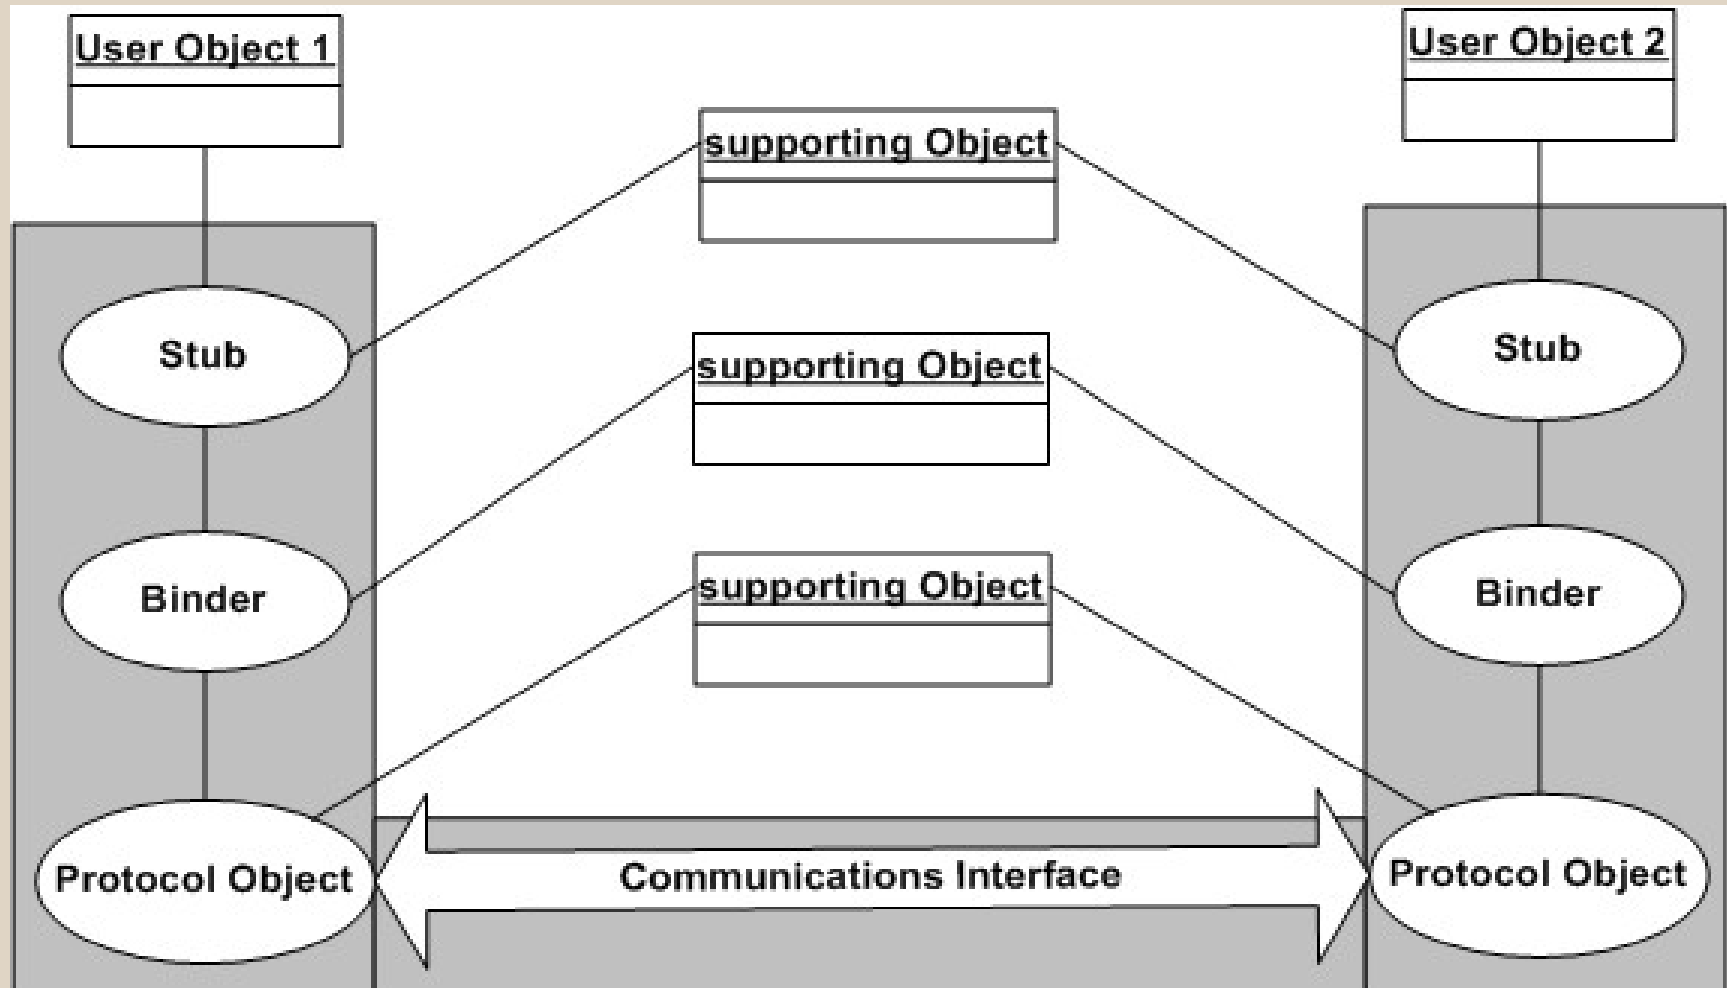 User Object 1
User Object 2
supporting Object
Stub
Stub
supporting Object
Binder
Binder
supporting Object
Protocol Object
Communications Interface
Protocol Object